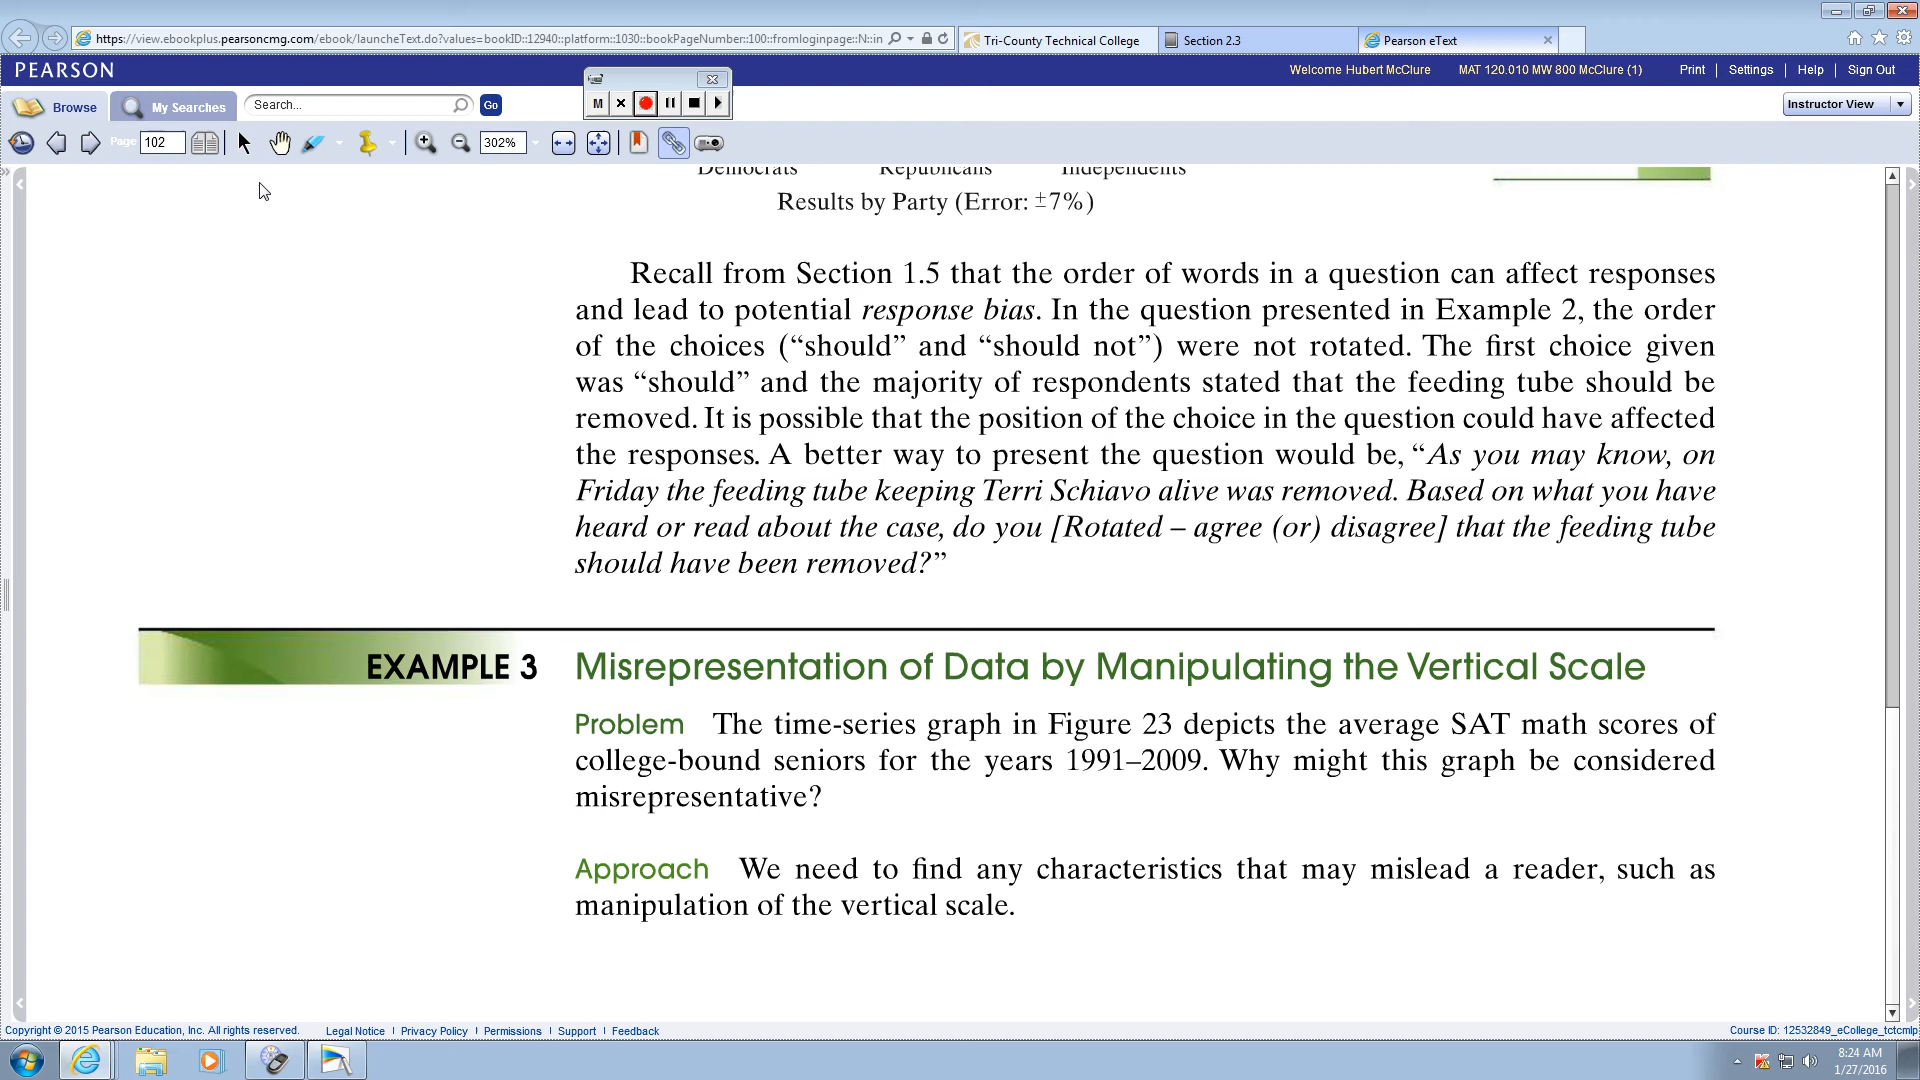 https://view.ebookplus.pearsoncmg.com/ebook/launcheText.do?values=bookID::12940::platform::1030::bookPageNumber::100::fromloginpage::N::in
Tri-County Technical College
Section 2.3
Pearson eText
PEARSON
Welcome Hubert McClure
MAT 120.010 MW 800 McClure (1)
Print
Settings
Help
Sign Out
Browse
My Searches
Search...
Go
M
Instructor View
Page
102
302%
Democrats Republicans Independents
Results by Party (Error: ±7%)
Recall from Section 1.5 that the order of words in a question can affect responses
and lead to potential response bias. In the question presented in Example 2, the order
of the choices (“should” and “should not”) were not rotated. The first choice given
was “should” and the majority of respondents stated that the feeding tube should be
removed. It is possible that the position of the choice in the question could have affected
the responses. A better way to present the question would be, “As you may know, on
Friday the feeding tube keeping Terri Schiavo alive was removed. Based on what you have
heard or read about the case, do you [Rotated – agree (or) disagree] that the feeding tube
should have been removed?”
EXAMPLE 3 Misrepresentation of Data by Manipulating the Vertical Scale
Problem The time-series graph in Figure 23 depicts the average SAT math scores of
college-bound seniors for the years 1991–2009. Why might this graph be considered
misrepresentative?
Approach We need to find any characteristics that may mislead a reader, such as
manipulation of the vertical scale.
Copyright © 2015 Pearson Education, Inc. All rights reserved.
Legal Notice | Privacy Policy | Permissions | Support | Feedback
Course ID: 12532849_eCollege_tctcmlp
8:24 AM
1/27/2016